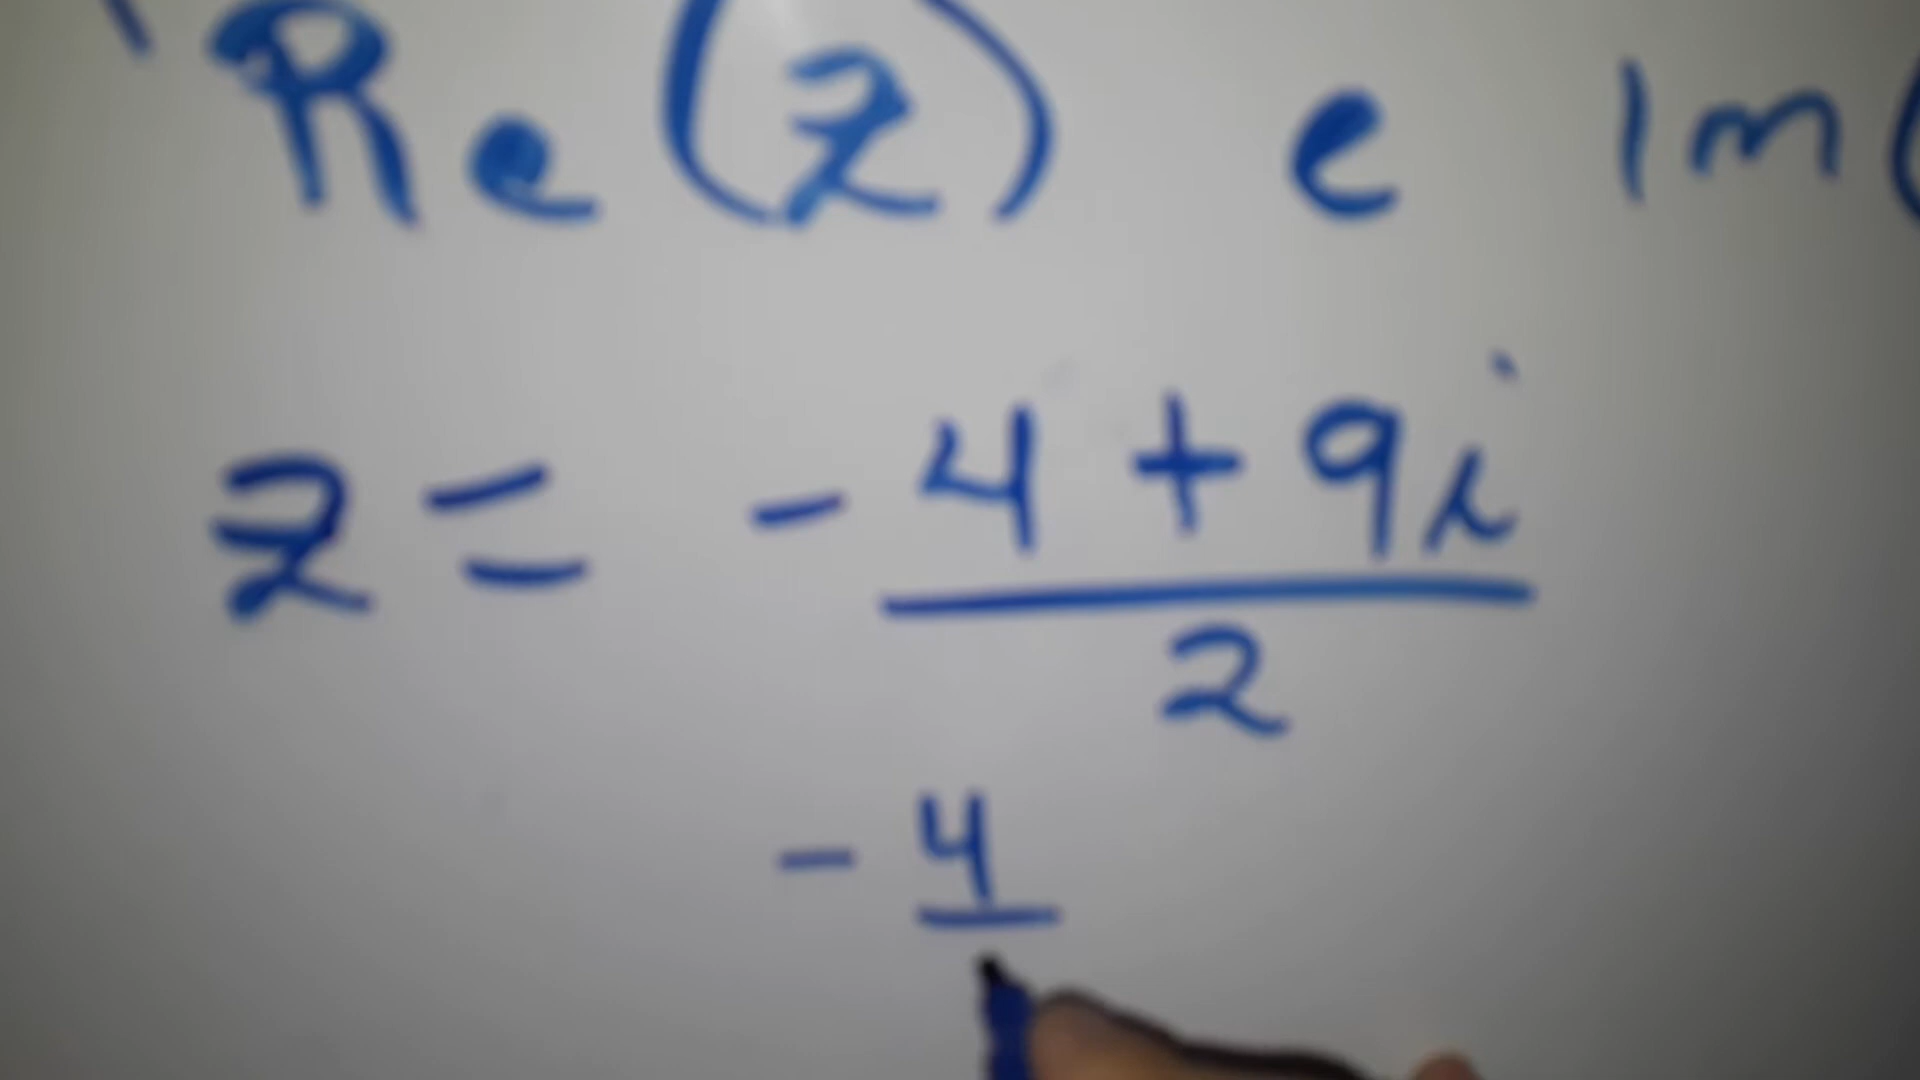 Re(z) e Im(
z = - 4 + 9i
2
- 4